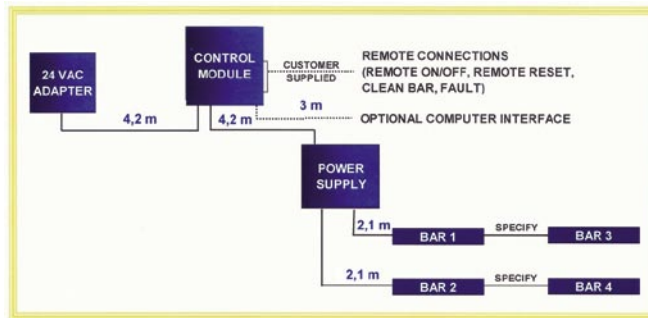 24 VAC
ADAPTER
CONTROL
MODULE
CUSTOMER
SUPPLIED
REMOTE CONNECTIONS
(REMOTE ON/OFF, REMOTE RESET,
CLEAN BAR, FAULT)
4,2 m
4,2 m
3 m
OPTIONAL COMPUTER INTERFACE
POWER
SUPPLY
2,1 m
BAR 1
SPECIFY
BAR 3
2,1 m
BAR 2
SPECIFY
BAR 4